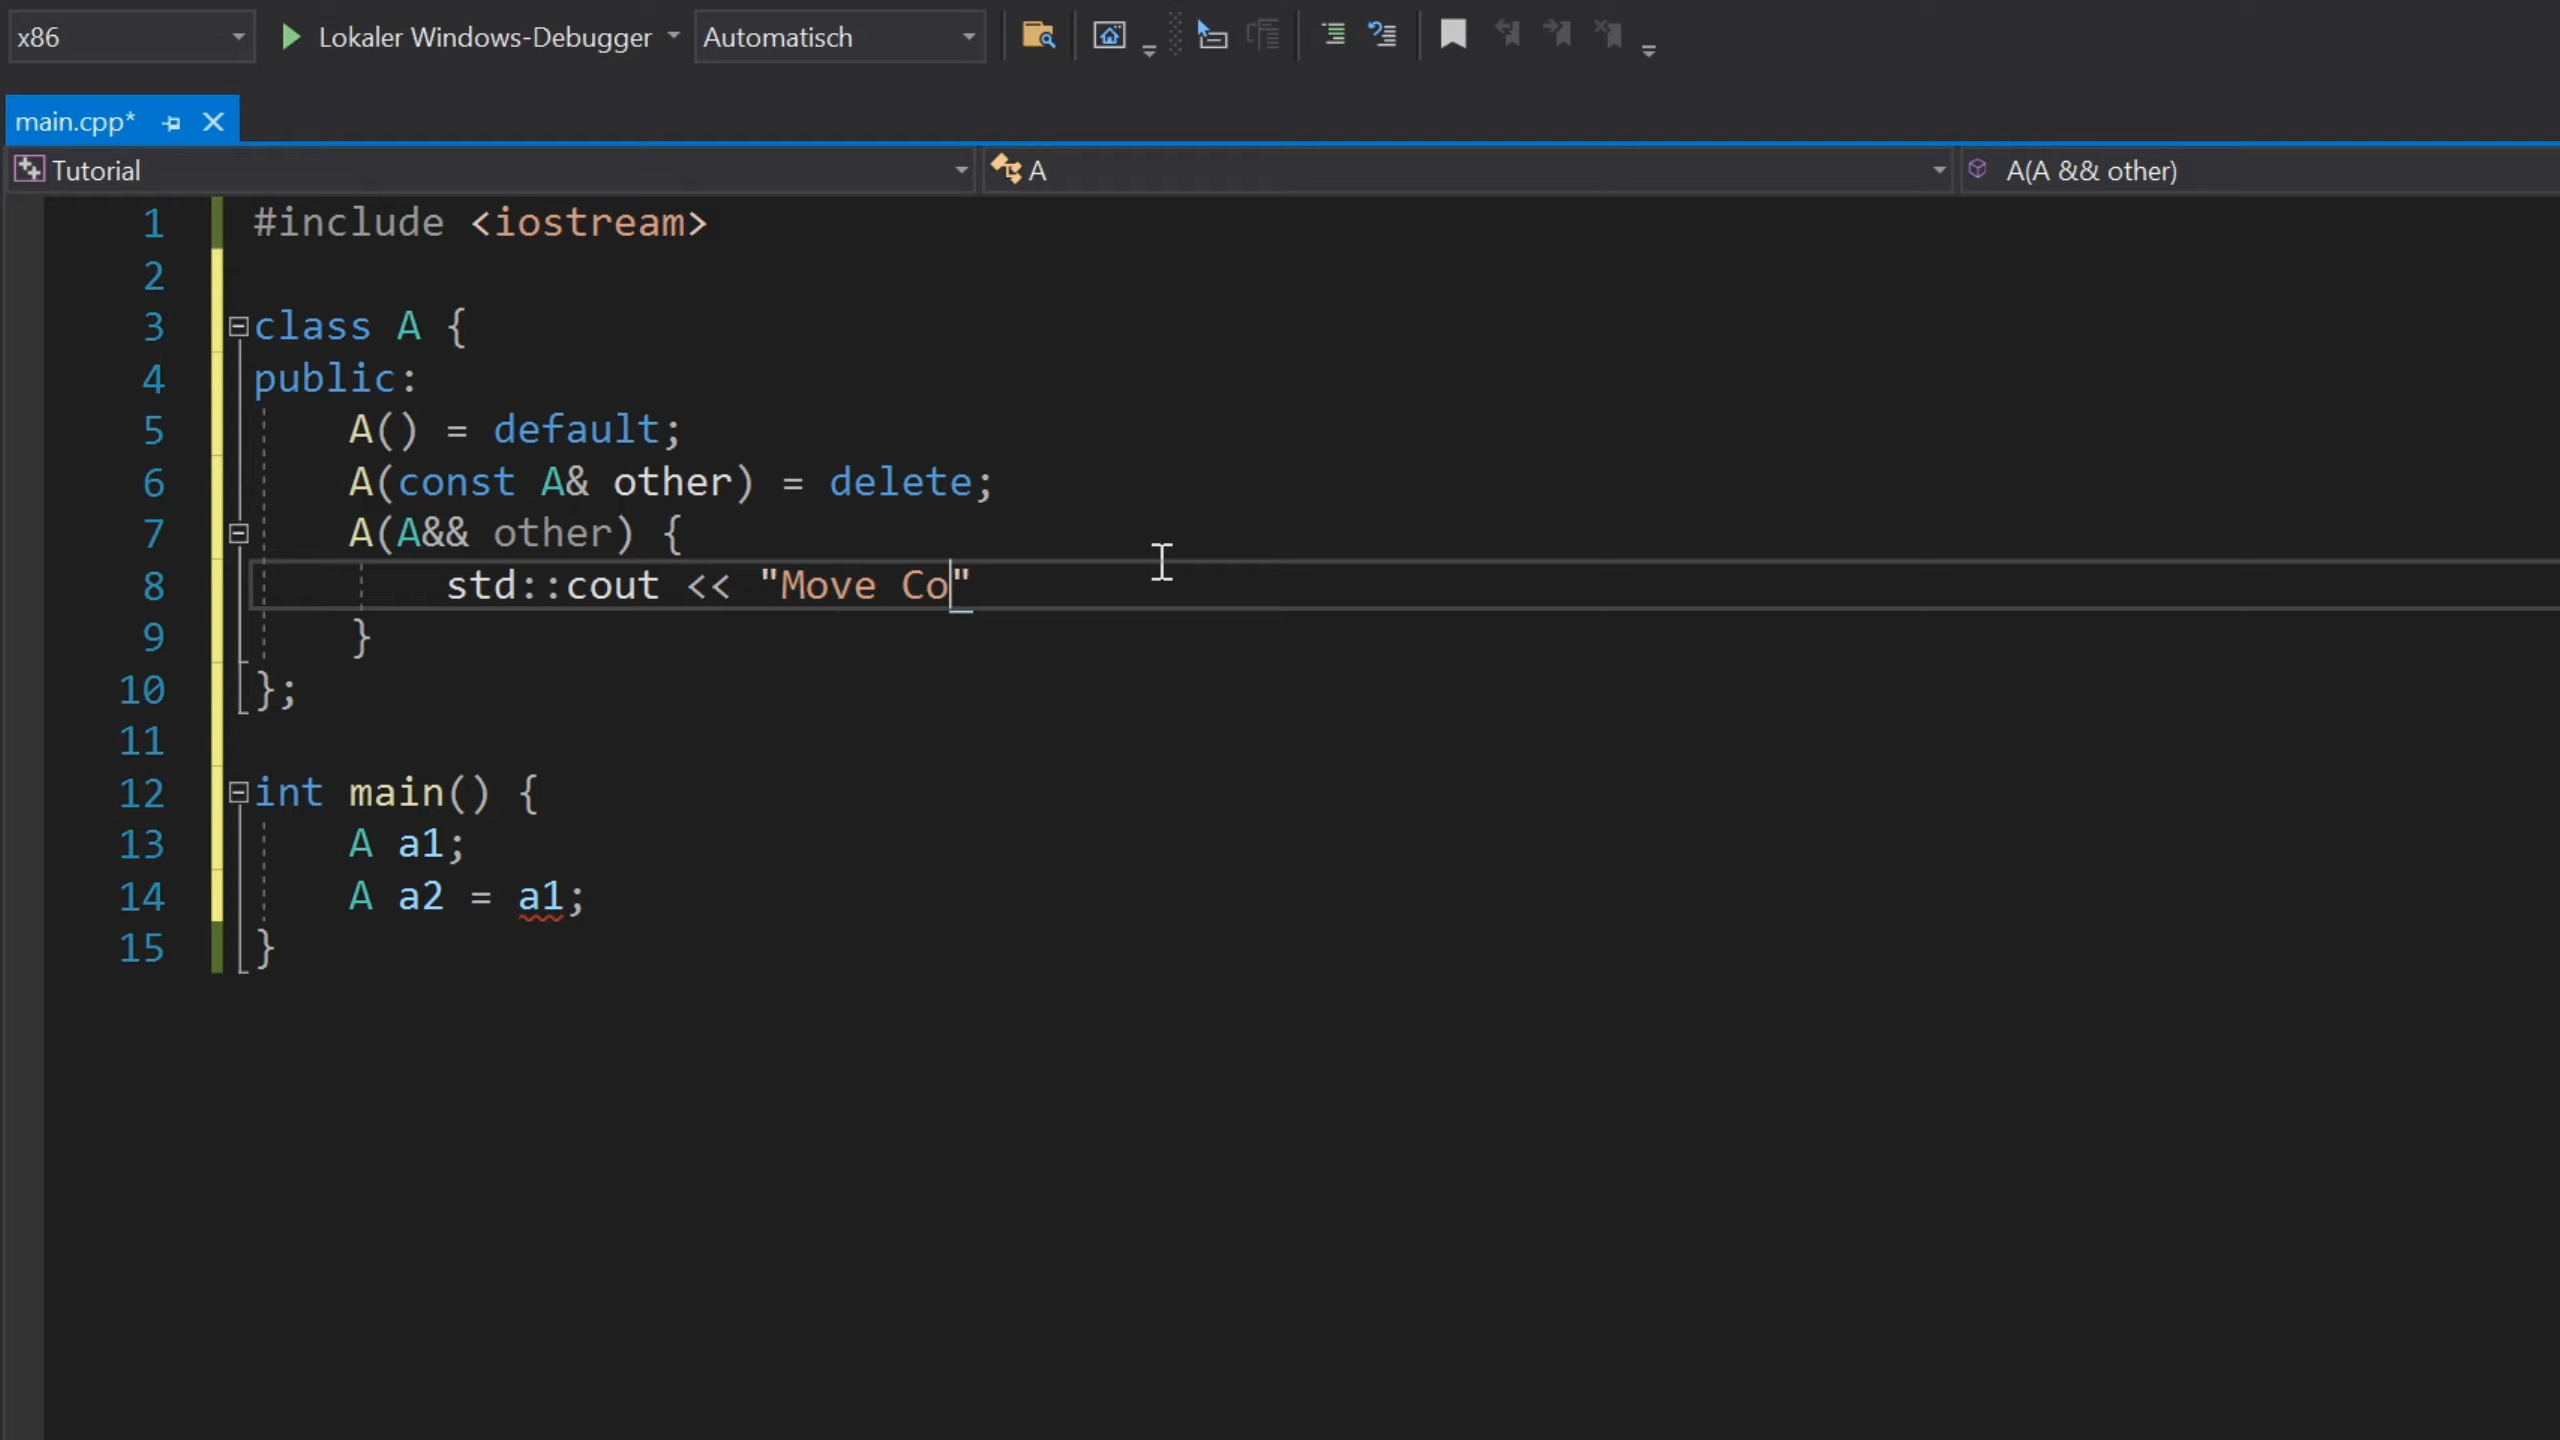 x86 Lokaler Windows-Debugger Automatisch
main.cpp*
Tutorial A A(A && other)
1 #include <iostream>
2
3 class A {
4 public:
5 A() = default;
6 A(const A& other) = delete;
7 A(A&& other) {
8 std::cout << "Move Co"
9 }
10 };
11
12 int main() {
13 A a1;
14 A a2 = a1;
15 }